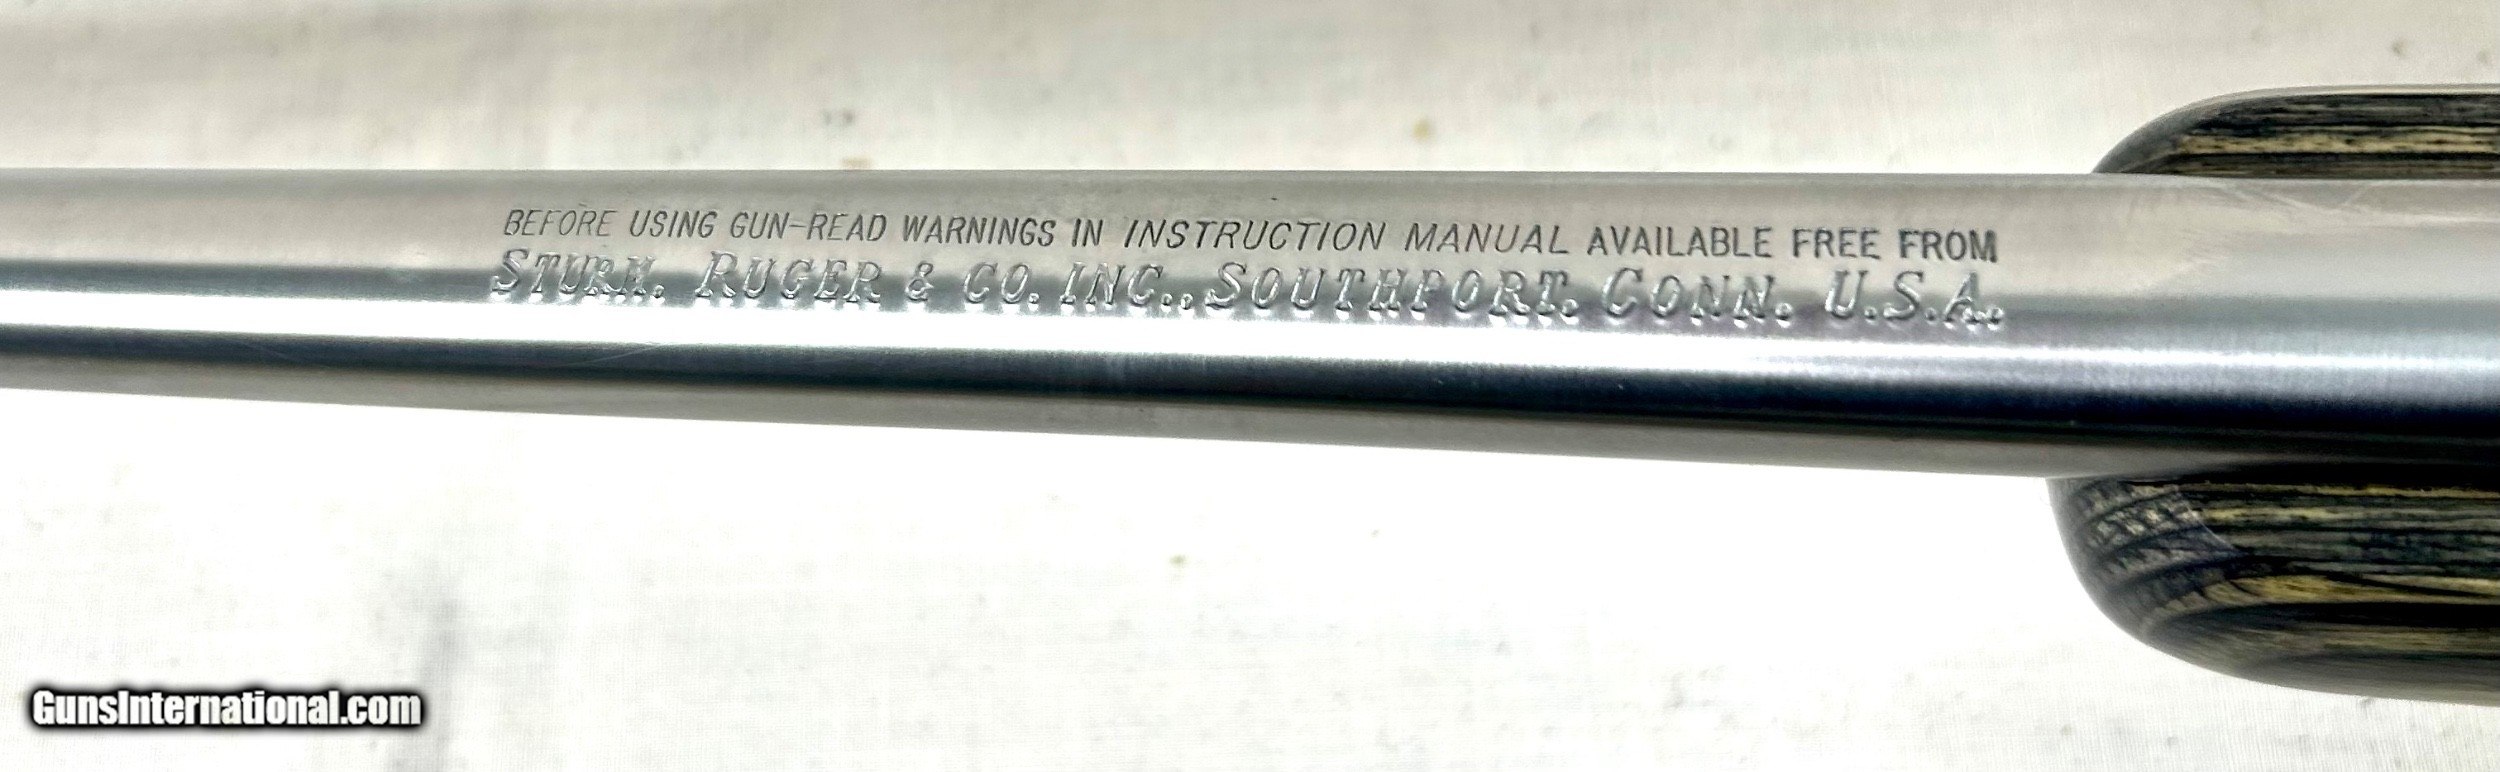 BEFORE USING GUN-READ WARNINGS IN INSTRUCTION MANUAL AVAILABLE FREE FROM
STURM, RUGER & CO. INC., SOUTHPORT, CONN. U.S.A.
GunsInternational.com